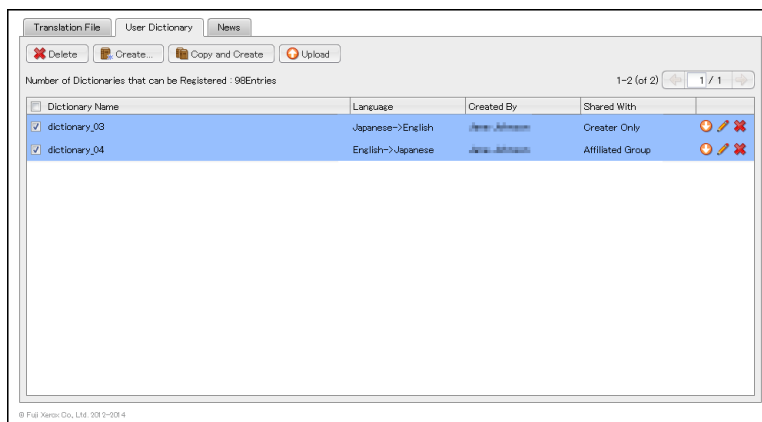 Translation File User Dictionary News
Delete Create... Copy and Create Upload
Number of Dictionaries that can be Registered : 98Entries 1-2 (of 2) 1 / 1
Dictionary Name Language Created By Shared With
dictionary_03 Japanese->English Creater Only
dictionary_04 English->Japanese Affiliated Group
© Fuji Xerox Co., Ltd. 2012-2014